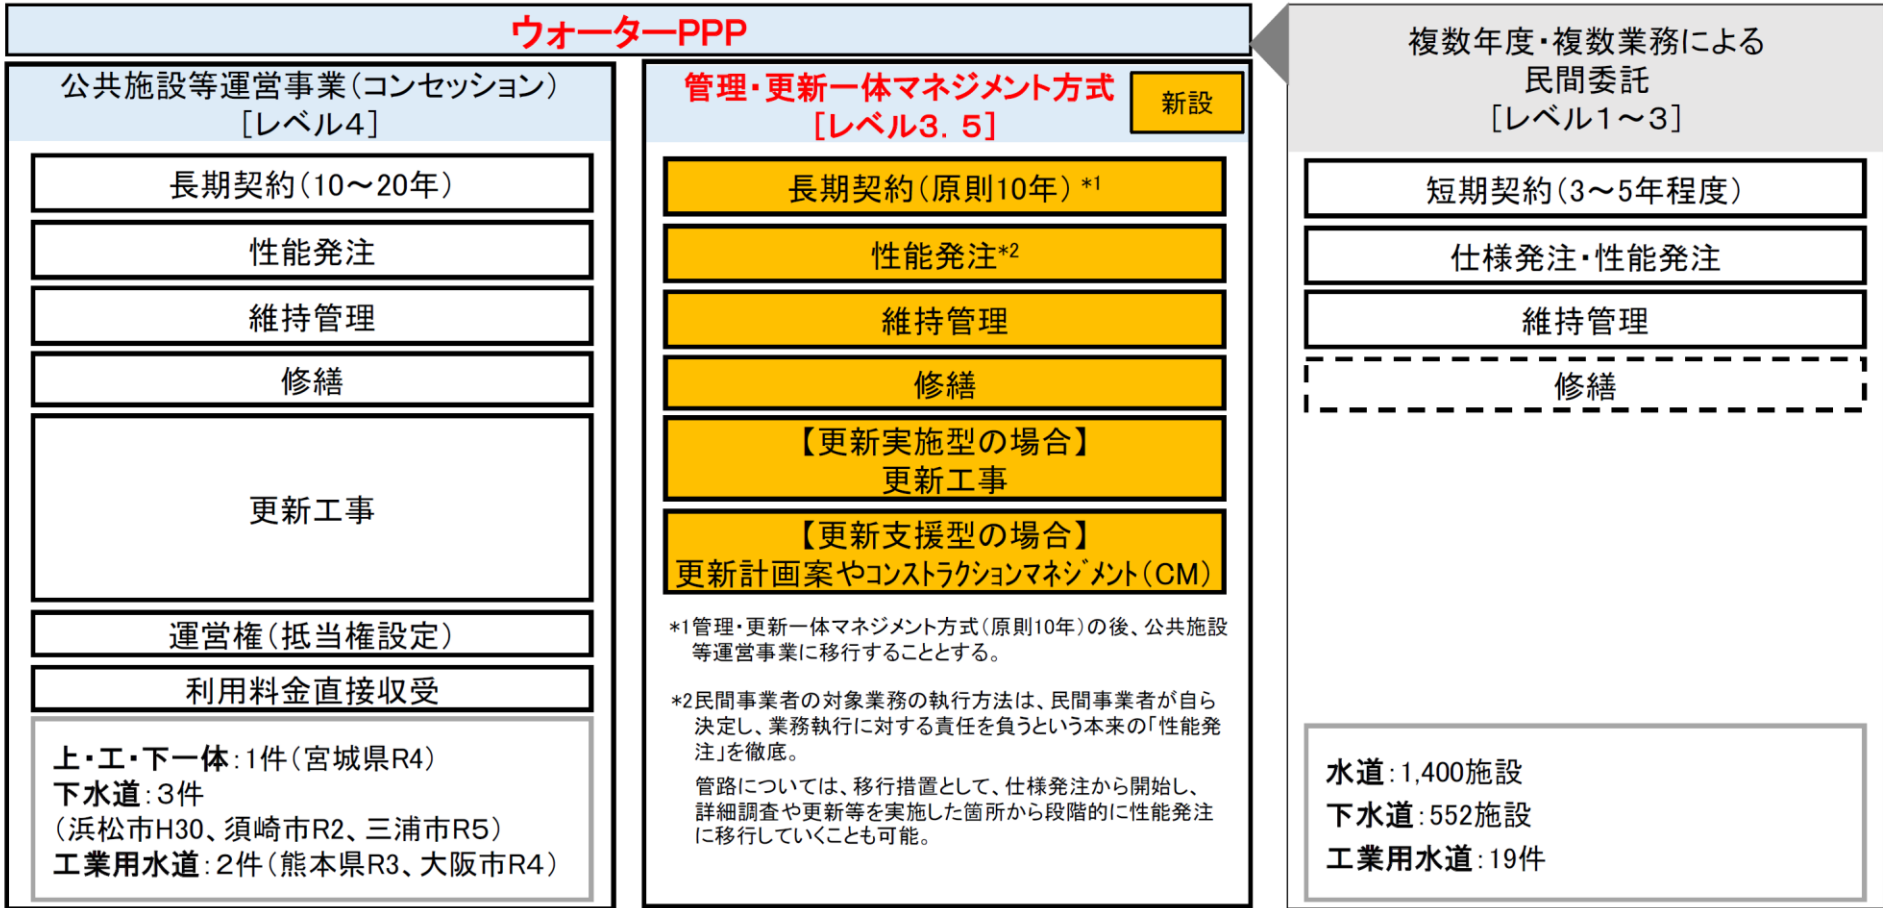 ウォーターPPP
公共施設等運営事業(コンセッション)
[レベル4]
長期契約(10～20年)
性能発注
維持管理
修繕
更新工事
運営権(抵当権設定)
利用料金直接収受
上・工・下一体:1件(宮城県R4)
下水道:3件
(浜松市H30、須崎市R2、三浦市R5)
工業用水道:2件(熊本県R3、大阪市R4)
管理・更新一体マネジメント方式
[レベル3.5]
新設
長期契約(原則10年)*1
性能発注*2
維持管理
修繕
【更新実施型の場合】
更新工事
【更新支援型の場合】
更新計画案やコンストラクションマネジメント(CM)
*1管理・更新一体マネジメント方式(原則10年)の後、公共施設
等運営事業に移行することとする。
*2民間事業者の対象業務の執行方法は、民間事業者が自ら
決定し、業務執行に対する責任を負うという本来の「性能発
注」を徹底。
管路については、移行措置として、仕様発注から開始し、
詳細調査や更新等を実施した箇所から段階的に性能発注
に移行していくことも可能。
複数年度・複数業務による
民間委託
[レベル1～3]
短期契約(3～5年程度)
仕様発注・性能発注
維持管理
修繕
水道:1,400施設
下水道:552施設
工業用水道:19件